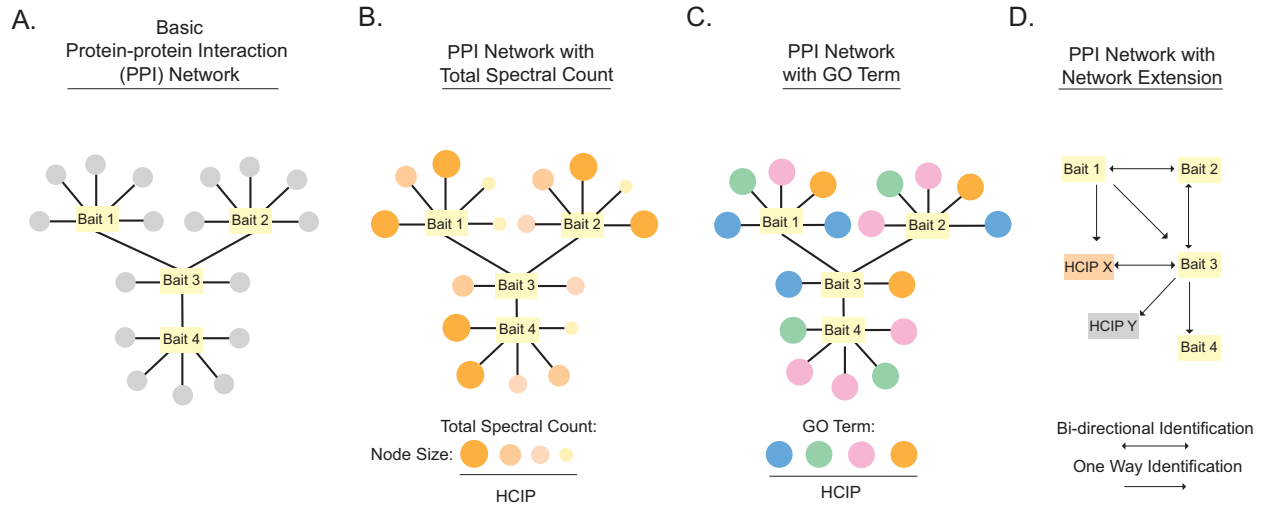 A.
Basic
Protein-protein Interaction
(PPI) Network
Bait 1
Bait 2
Bait 3
Bait 4
B.
PPI Network with
Total Spectral Count
Bait 1
Bait 2
Bait 3
Bait 4
Total Spectral Count:
Node Size:
HCIP
C.
PPI Network
with GO Term
Bait 1
Bait 2
Bait 3
Bait 4
GO Term:
HCIP
D.
PPI Network with
Network Extension
Bait 1
Bait 2
HCIP X
Bait 3
HCIP Y
Bait 4
Bi-directional Identification
One Way Identification